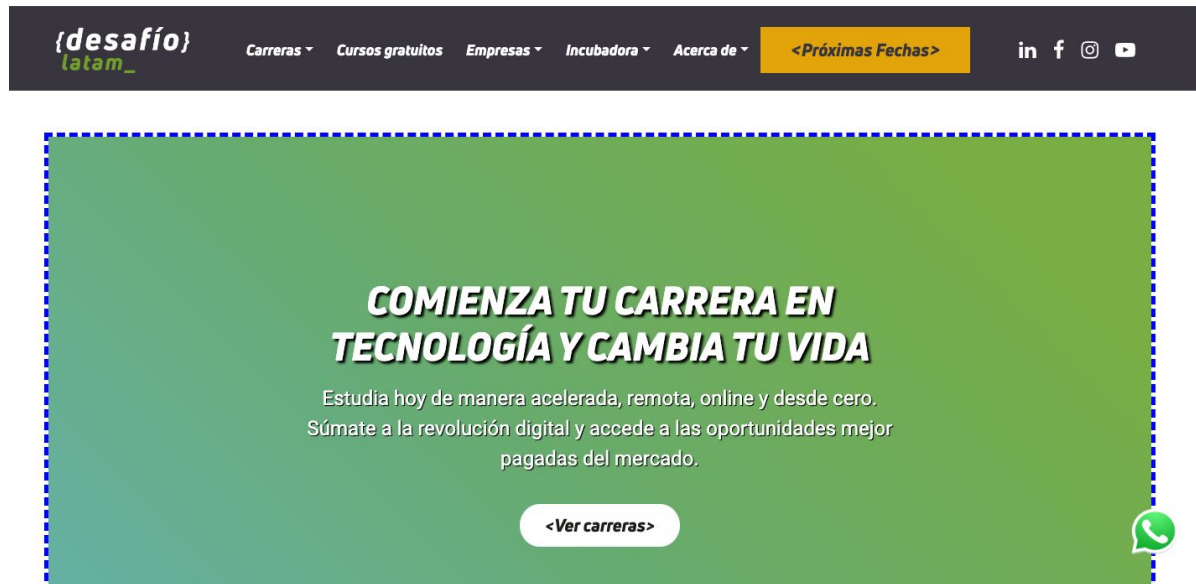 {desafío}
latam_
Carreras
Cursos gratuitos
Empresas
Incubadora
Acerca de
<Próximas Fechas>
in f
COMIENZA TU CARRERA EN
TECNOLOGÍA Y CAMBIA TU VIDA
Estudia hoy de manera acelerada, remota, online y desde cero.
Súmate a la revolución digital y accede a las oportunidades mejor
pagadas del mercado.
<Ver carreras>